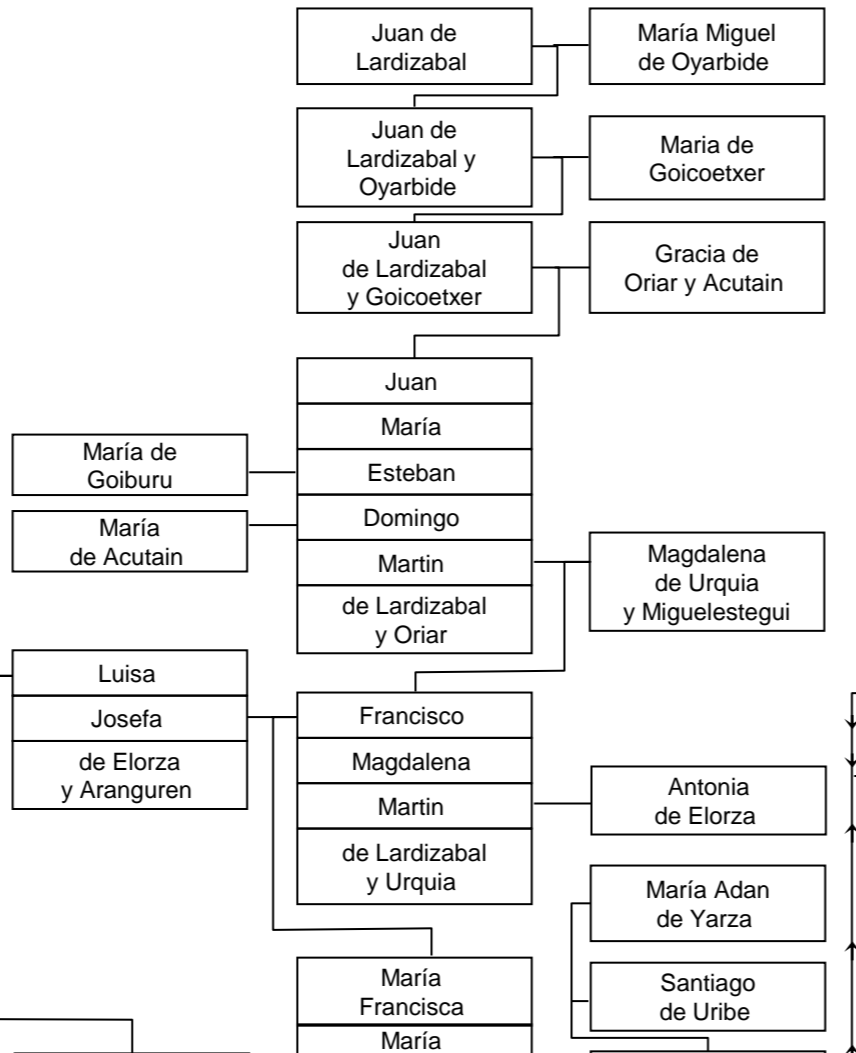 Juan de
Lardizabal
María Miguel
de Oyarbide
Juan de
Lardizabal y
Oyarbide
Maria de
Goicoetxer
Juan
de Lardizabal
y Goicoetxer
Gracia de
Oriar y Acutain
Juan
María
María de
Goiburu
Esteban
Domingo
María
de Acutain
Martin
de Lardizabal
y Oriar
Magdalena
de Urquia
y Miguelestegui
Luisa
Josefa
de Elorza
y Aranguren
Francisco
Magdalena
Martin
de Lardizabal
y Urquia
Antonia
de Elorza
María Adan
de Yarza
María
Francisca
Santiago
de Uribe
María